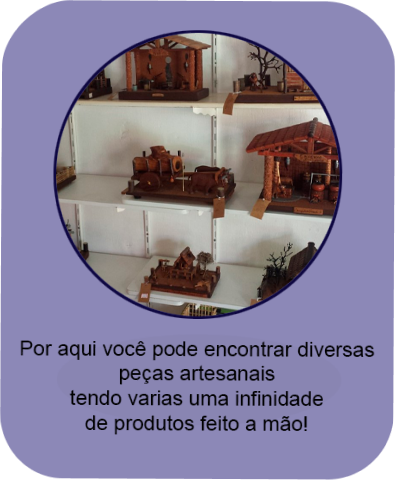 Por aqui você pode encontrar diversas
peças artesanais
tendo varias uma infinidade
de produtos feito a mão!